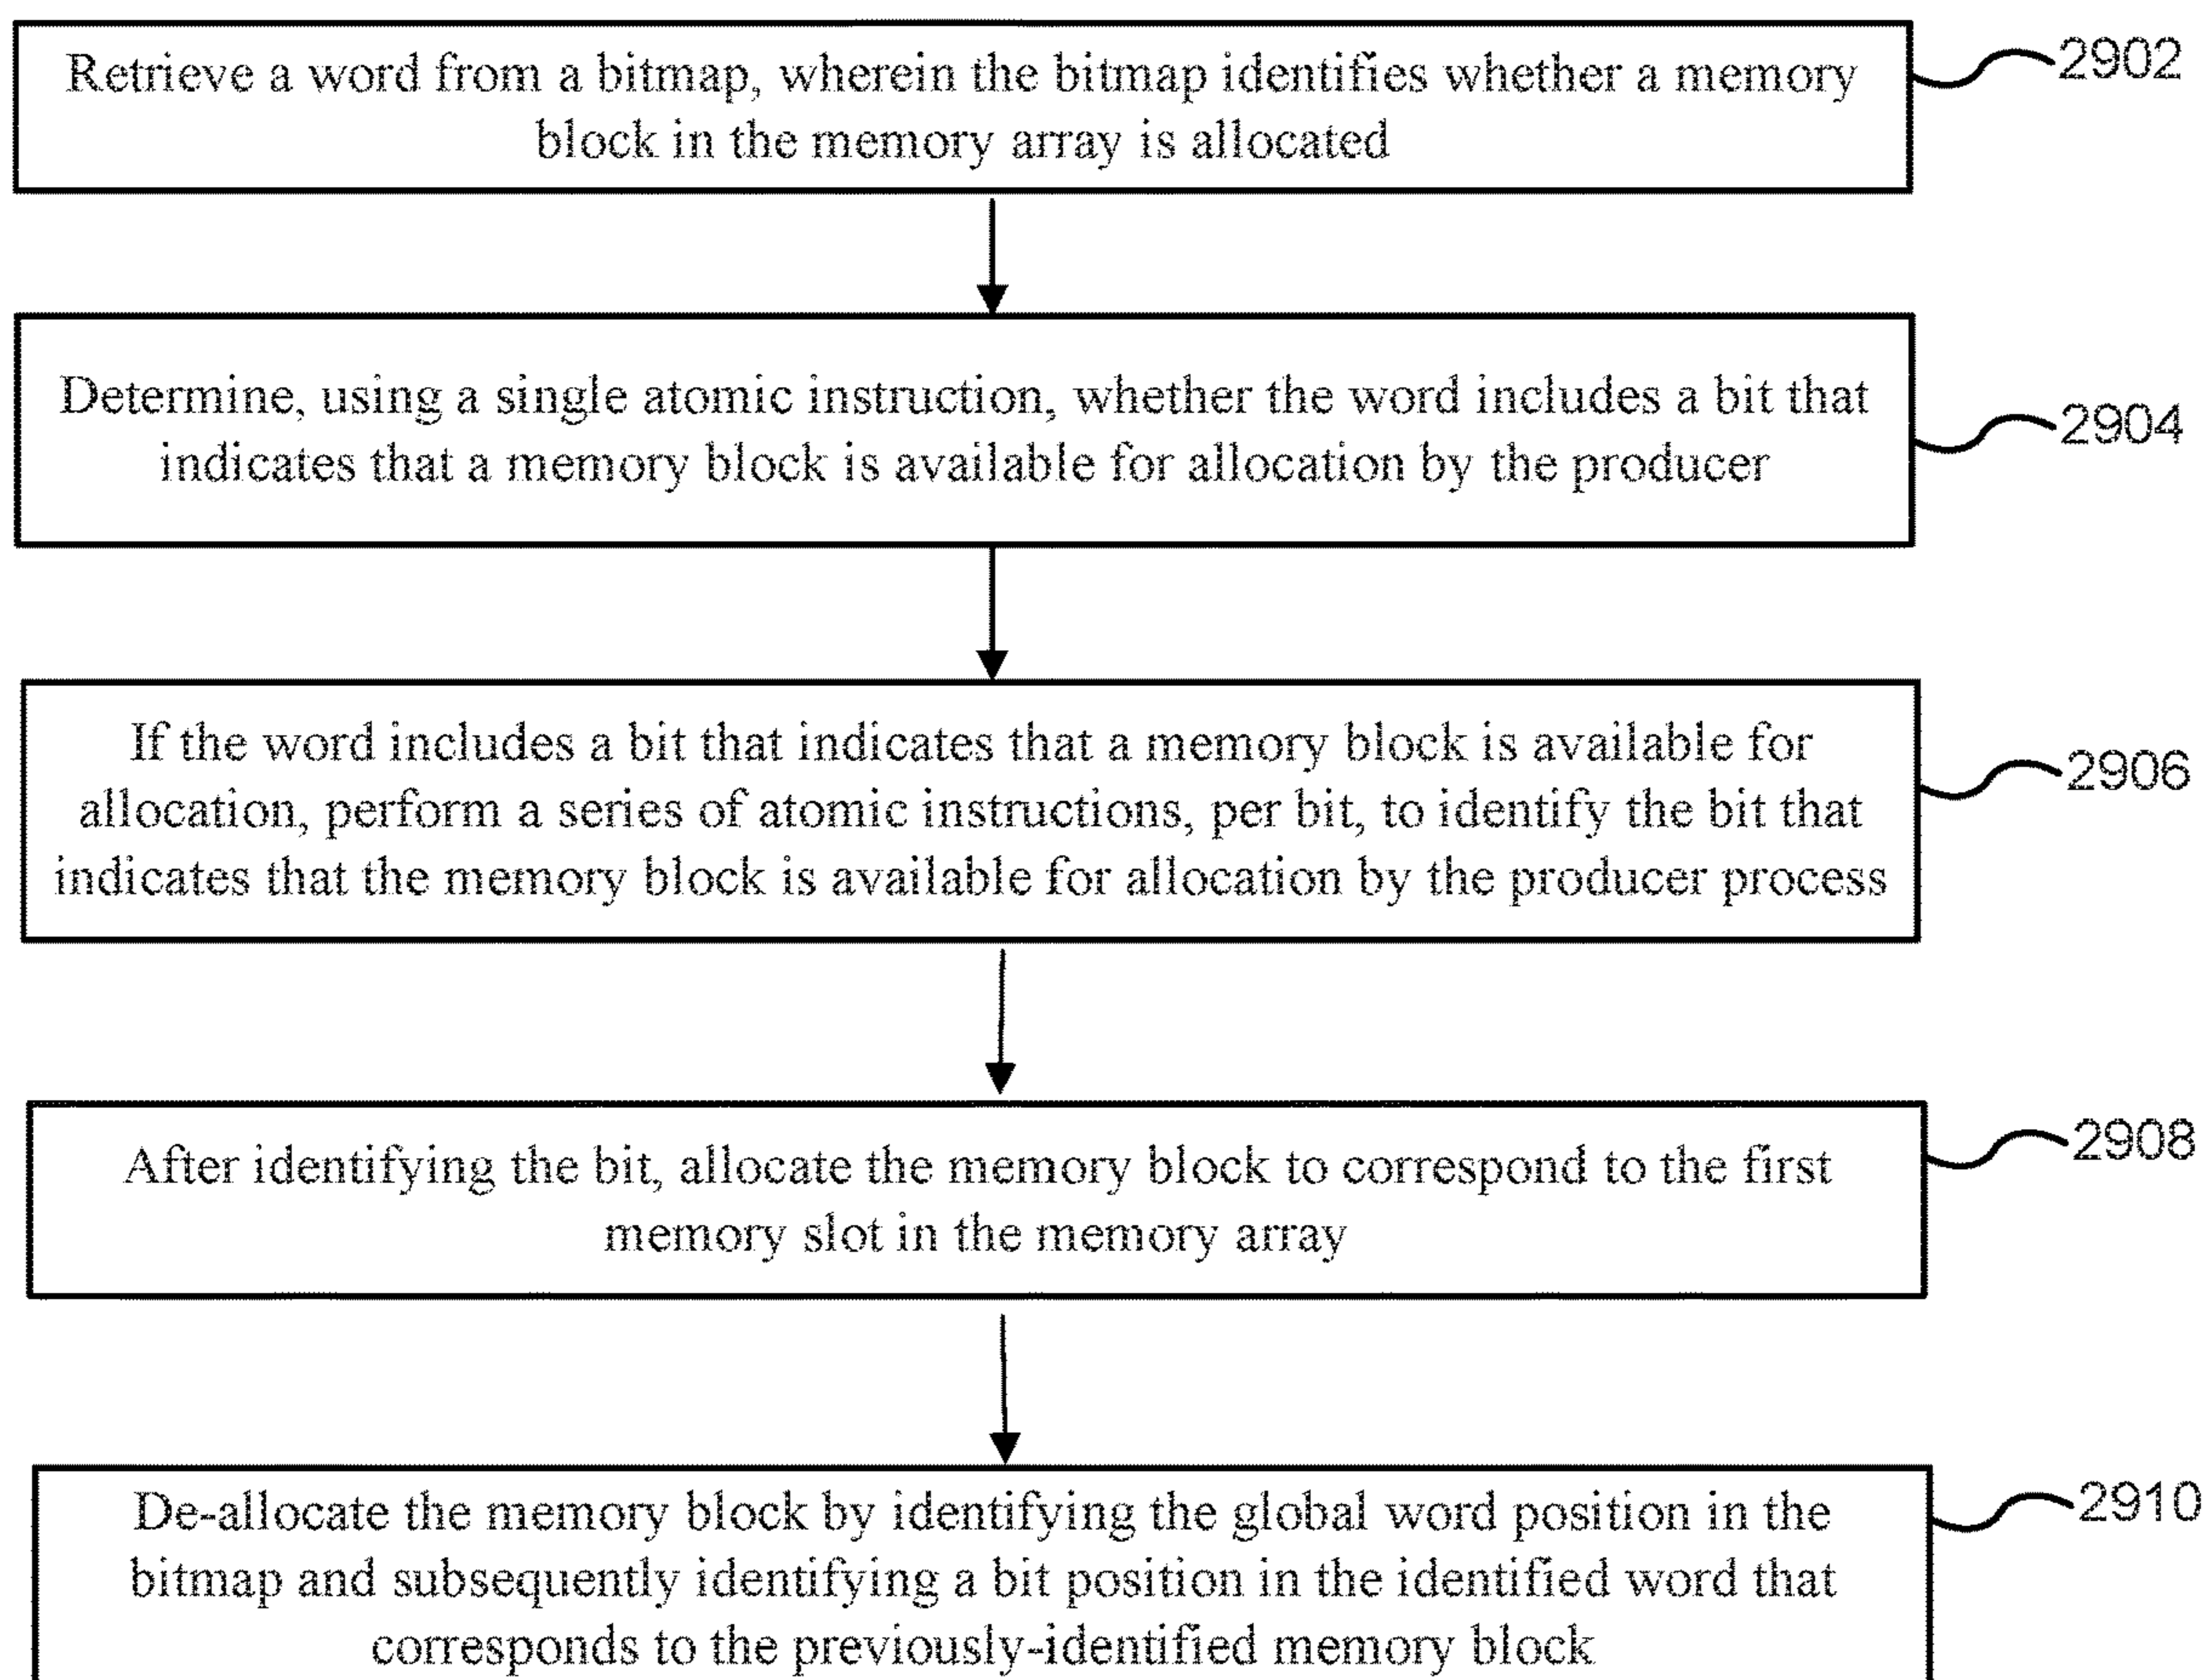 Retrieve a word from a bitmap, wherein the bitmap identifies whether a memory
block in the memory array is allocated
2902
Determine, using a single atomic instruction, whether the word includes a bit that
indicates that a memory block is available for allocation by the producer
2904
If the word includes a bit that indicates that a memory block is available for
allocation, perform a series of atomic instructions, per bit, to identify the bit that
indicates that the memory block is available for allocation by the producer process
2906
After identifying the bit, allocate the memory block to correspond to the first
memory slot in the memory array
2908
De-allocate the memory block by identifying the global word position in the
bitmap and subsequently identifying a bit position in the identified word that
corresponds to the previously-identified memory block
2910